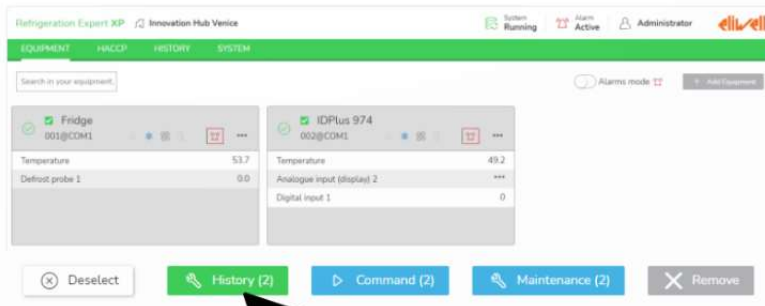 Refrigeration Expert XP Innovation Hub Venice System Running Alarm Active Administrator eliwell
EQUIPMENT HACCP HISTORY SYSTEM
Search in your equipment. Alarms mode + Add Equipment
Fridge
001@COM1 •••
Temperature 53.7
Defrost probe 1 0.0
IDPlus 974
002@COM1 •••
Temperature 49.2
Analogue input (display) 2 •••
Digital input 1 0
Deselect History (2) Command (2) Maintenance (2) Remove